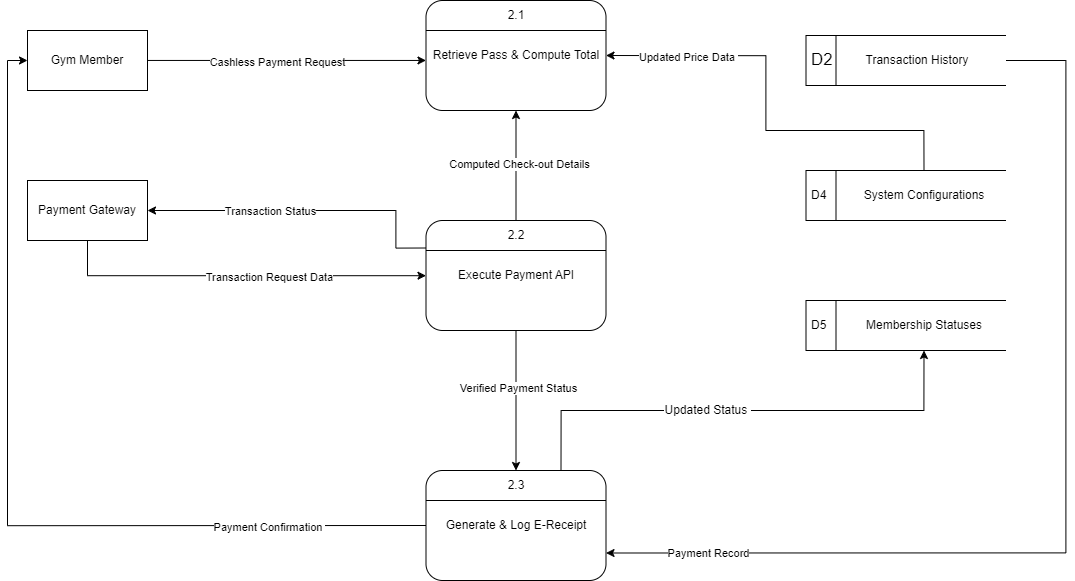 2.1
Gym Member
Cashless Payment Request
Retrieve Pass & Compute Total
Updated Price Data
D2
Transaction History
Computed Check-out Details
D4
System Configurations
Payment Gateway
Transaction Status
2.2
Transaction Request Data
Execute Payment API
D5
Membership Statuses
Verified Payment Status
Updated Status
2.3
Payment Confirmation
Generate & Log E-Receipt
Payment Record